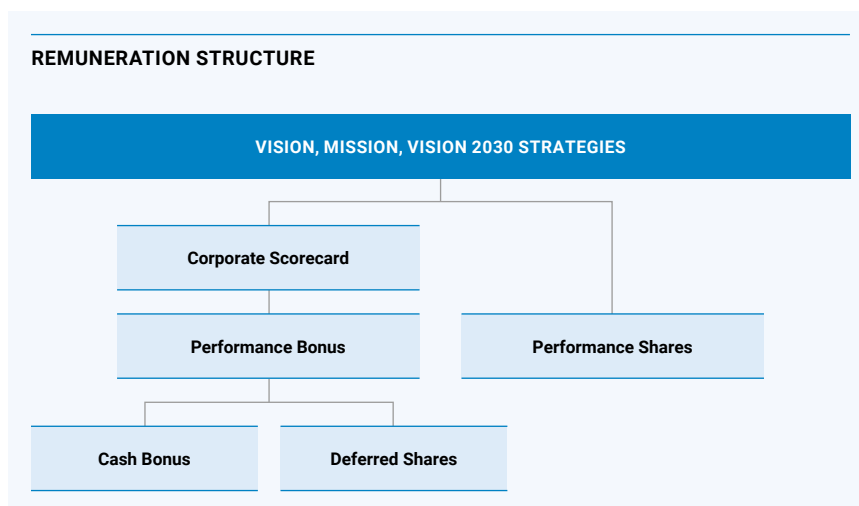 REMUNERATION STRUCTURE
VISION, MISSION, VISION 2030 STRATEGIES
Corporate Scorecard
Performance Bonus
Performance Shares
Cash Bonus
Deferred Shares